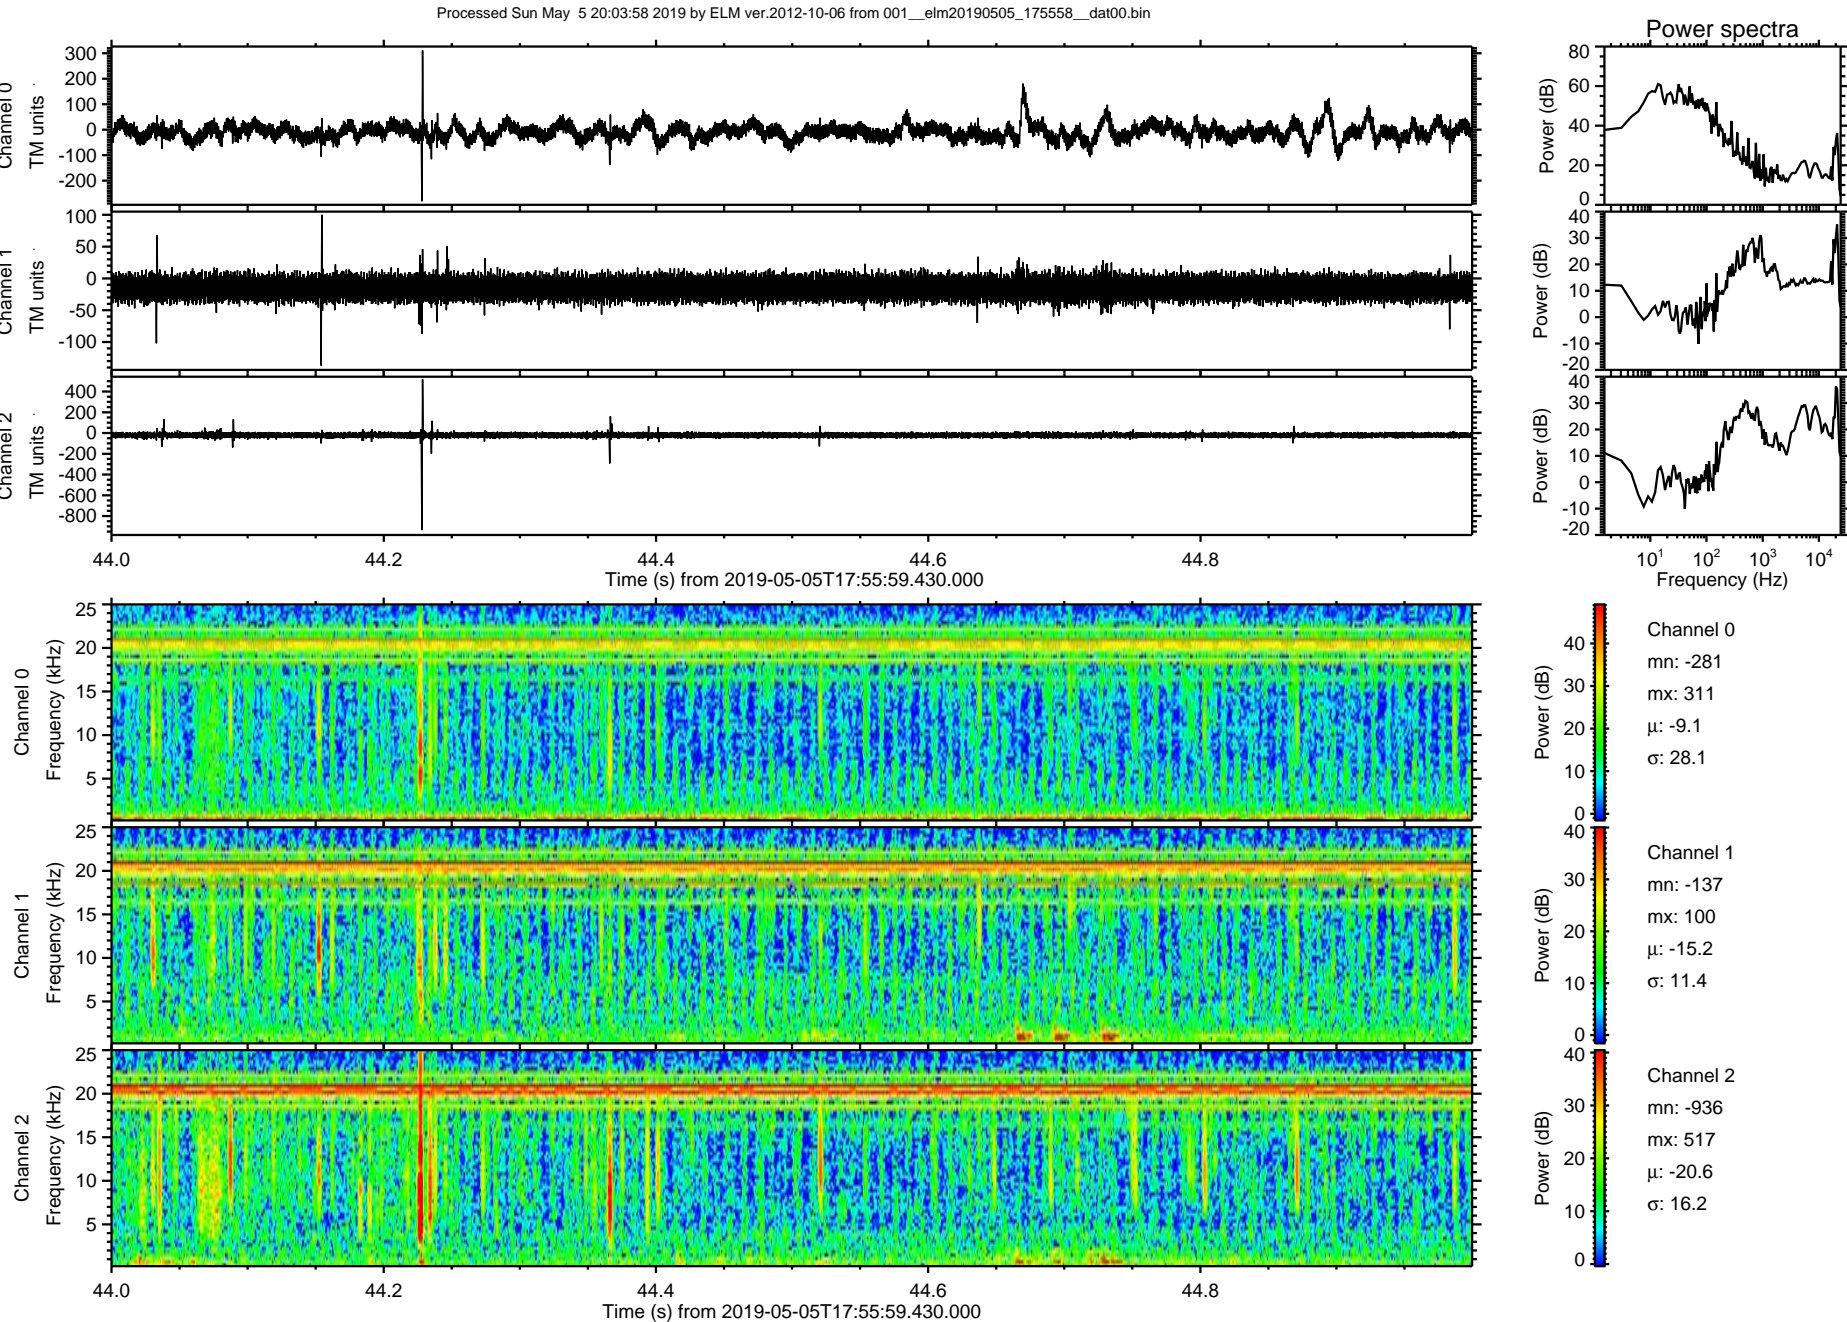 Processed Sun May  5 20:03:58 2019 by ELM ver.2012-10-06 from 001__elm20190505_175558__dat00.bin
Power spectra
Channel 0
TM units
300
200
100
0
-100
-200
Power (dB)
80
60
40
20
0
Channel 1
TM units
100
50
0
-50
-100
Power (dB)
40
30
20
10
0
-10
-20
Channel 2
TM units
400
200
0
-200
-400
-600
-800
Power (dB)
40
30
20
10
0
-10
-20
44.0 44.2 44.4 44.6 44.8
Time (s) from 2019-05-05T17:55:59.430.000
10¹ 10² 10³ 10⁴
Frequency (Hz)
Channel 0
Frequency (kHz)
25
20
15
10
5
Power (dB)
40
30
20
10
0
Channel 0
mn: -281
mx: 311
μ: -9.1
σ: 28.1
Channel 1
Frequency (kHz)
25
20
15
10
5
Power (dB)
40
30
20
10
0
Channel 1
mn: -137
mx: 100
μ: -15.2
σ: 11.4
Channel 2
Frequency (kHz)
25
20
15
10
5
Power (dB)
40
30
20
10
0
Channel 2
mn: -936
mx: 517
μ: -20.6
σ: 16.2
44.0 44.2 44.4 44.6 44.8
Time (s) from 2019-05-05T17:55:59.430.000